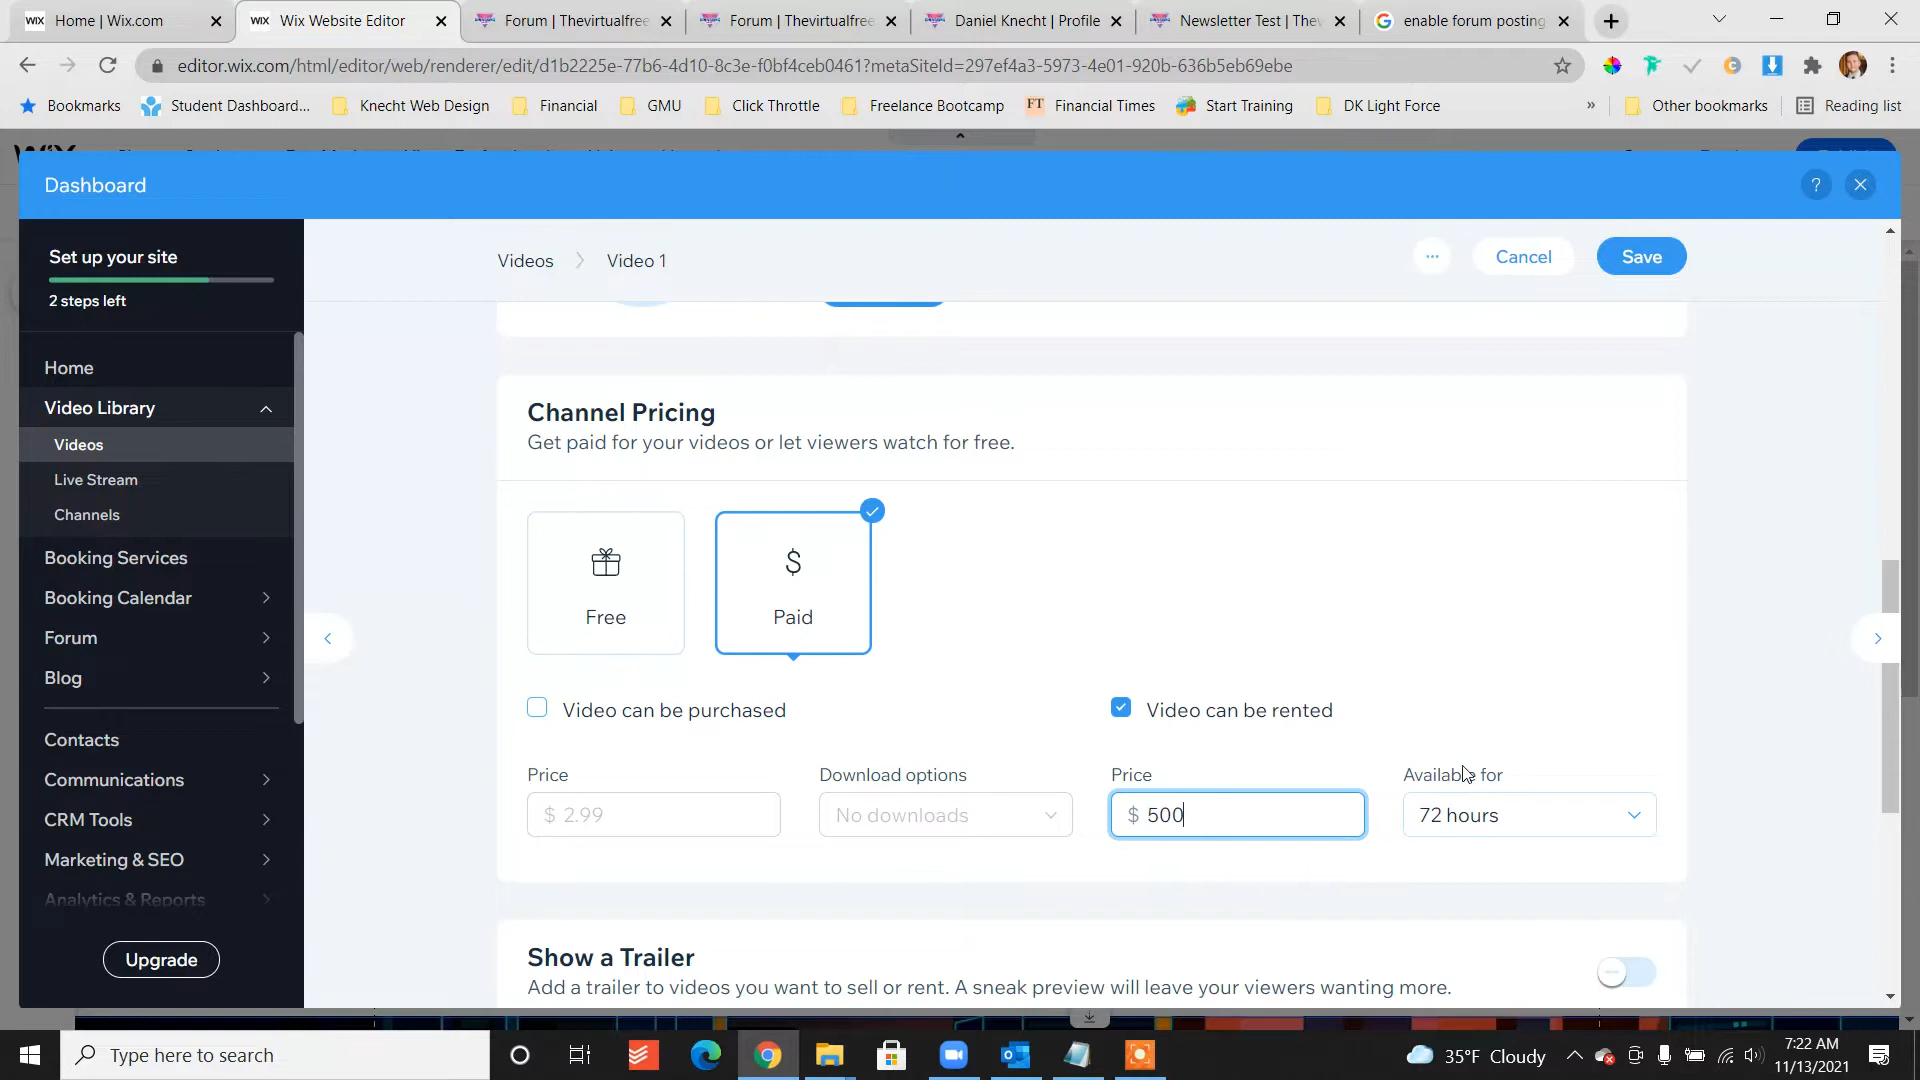 WIX Home | Wix.com
WIX Wix Website Editor
Forum | Thevirtualfree
Forum | Thevirtualfree
Daniel Knecht | Profile
Newsletter Test | Thev
enable forum posting
editor.wix.com/html/editor/web/renderer/edit/d1b2225e-77b6-4d10-8c3e-f0bf4ceb0461?metaSiteId=297ef4a3-5973-4e01-920b-636b5eb69ebe
Bookmarks
Student Dashboard...
Knecht Web Design
Financial
GMU
Click Throttle
Freelance Bootcamp
FT Financial Times
Start Training
DK Light Force
»
Other bookmarks
Reading list
Dashboard
?
Set up your site
2 steps left
Videos
Video 1
...
Cancel
Save
Home
Video Library
Videos
Live Stream
Channels
Booking Services
Booking Calendar
Forum
Blog
Contacts
Communications
CRM Tools
Marketing & SEO
Analytics & Reports
Upgrade
Channel Pricing
Get paid for your videos or let viewers watch for free.
Free
$
Paid
Video can be purchased
Video can be rented
Price
Download options
Price
Available for
$ 2.99
No downloads
$ 500
72 hours
Show a Trailer
Add a trailer to videos you want to sell or rent. A sneak preview will leave your viewers wanting more.
Type here to search
35°F Cloudy
7:22 AM
11/13/2021